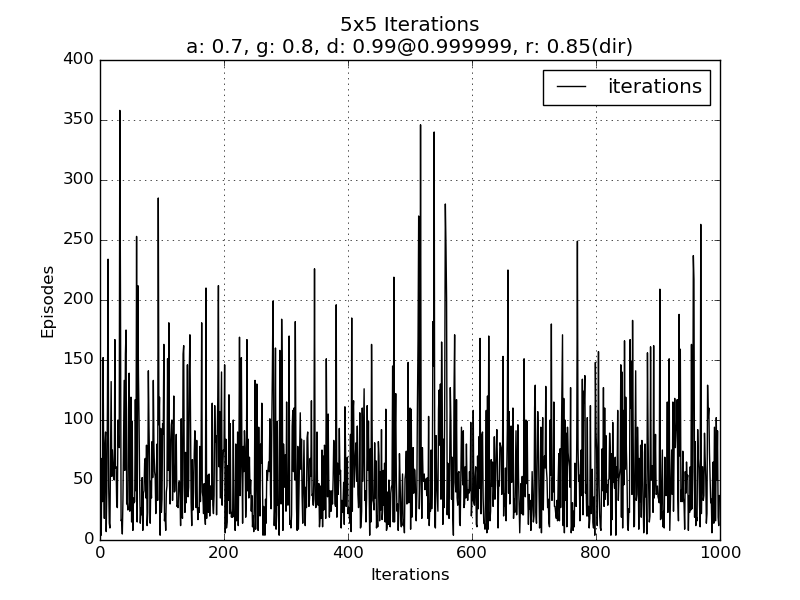 5x5 Iterations
a: 0.7, g: 0.8, d: 0.99@0.999999, r: 0.85(dir)
400
350
300
250
200
150
100
50
0
Episodes
iterations
0 200 400 600 800 1000
Iterations